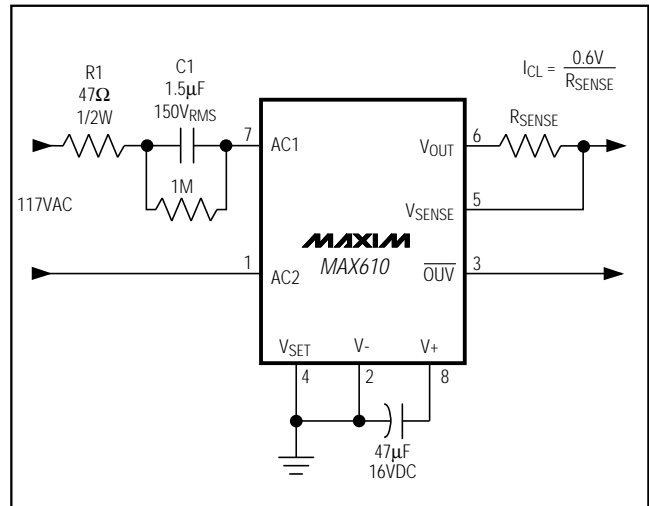 R1
47Ω
1/2W
C1
1.5µF
150VRMS
ICL = 0.6V
RSENSE
7
AC1
1M
117VAC
1
AC2
MAXIM
MAX610
VOUT
6
RSENSE
VSENSE
5
OUV
3
VSET
V-
V+
4
2
8
47µF
16VDC